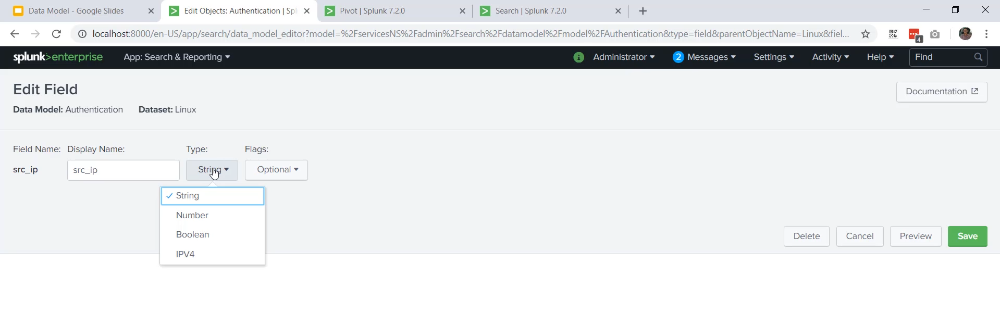 Data Model - Google Slides
Edit Objects: Authentication | Spl
Pivot | Splunk 7.2.0
Search | Splunk 7.2.0
localhost:8000/en-US/app/search/data_model_editor?model=%2FservicesNS%2Fadmin%2Fsearch%2Fdatamodel%2Fmodel%2FAuthentication&type=field&parentObjectName=Linux&fiel...
4
splunk>enterprise App: Search & Reporting
i Administrator 2 Messages Settings Activity Help Find
Edit Field
Documentation
Data Model: Authentication Dataset: Linux
Field Name: Display Name: Type: Flags:
src_ip src_ip String Optional
String
Number
Boolean
IPV4
Delete Cancel Preview Save